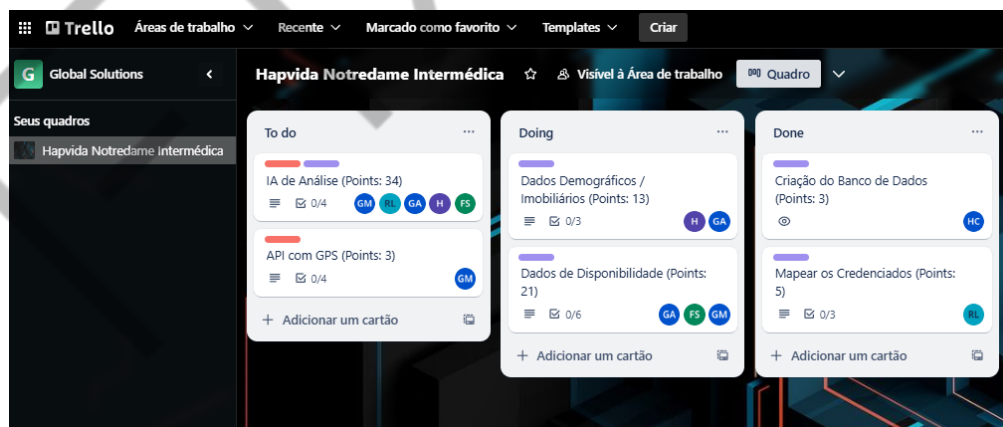 Trello Áreas de trabalho Recente Marcado como favorito Templates Criar
G Global Solutions
Hapvida Notredame Intermédica Visível à Área de trabalho Quadro
Seus quadros
Hapvida Notredame Intermédica
To do
IA de Análise (Points: 34)
0/4 GM RL GA H FS
API com GPS (Points: 3)
0/4 GM
+ Adicionar um cartão
Doing
Dados Demográficos /
Imobiliários (Points: 13)
0/3 H GA
Dados de Disponibilidade (Points:
21)
0/6 GA FS GM
+ Adicionar um cartão
Done
Criação do Banco de Dados
(Points: 3)
HC
Mapear os Credenciados (Points:
5)
0/3 RL
+ Adicionar um cartão